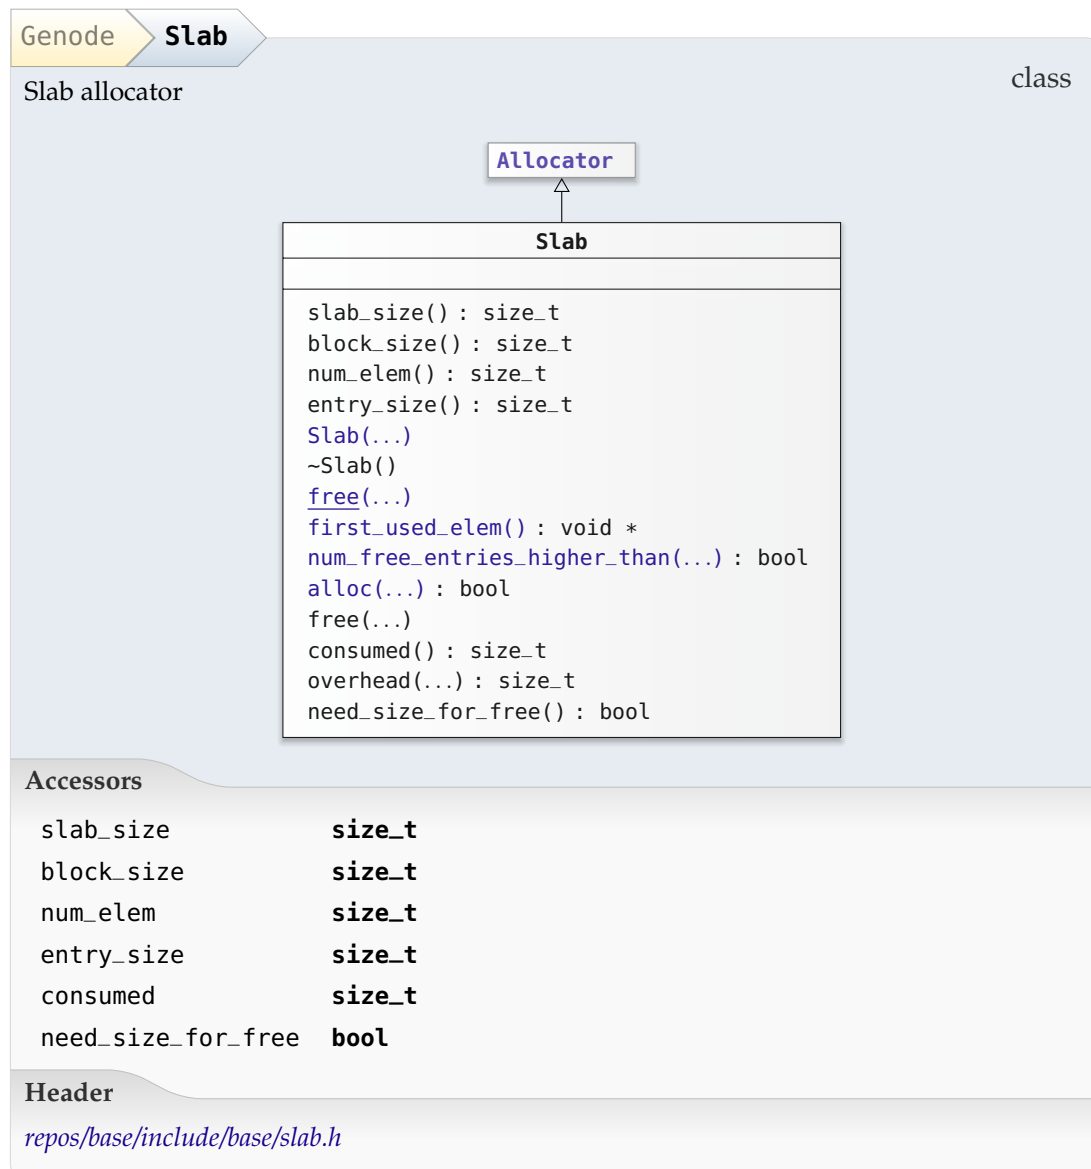 Genode Slab
class
Slab allocator
Allocator
Slab
slab_size() : size_t
block_size() : size_t
num_elem() : size_t
entry_size() : size_t
Slab(...)
~Slab()
free(...)
first_used_elem() : void *
num_free_entries_higher_than(...) : bool
alloc(...) : bool
free(...)
consumed() : size_t
overhead(...) : size_t
need_size_for_free() : bool
Accessors
slab_size size_t
block_size size_t
num_elem size_t
entry_size size_t
consumed size_t
need_size_for_free bool
Header
repos/base/include/base/slab.h